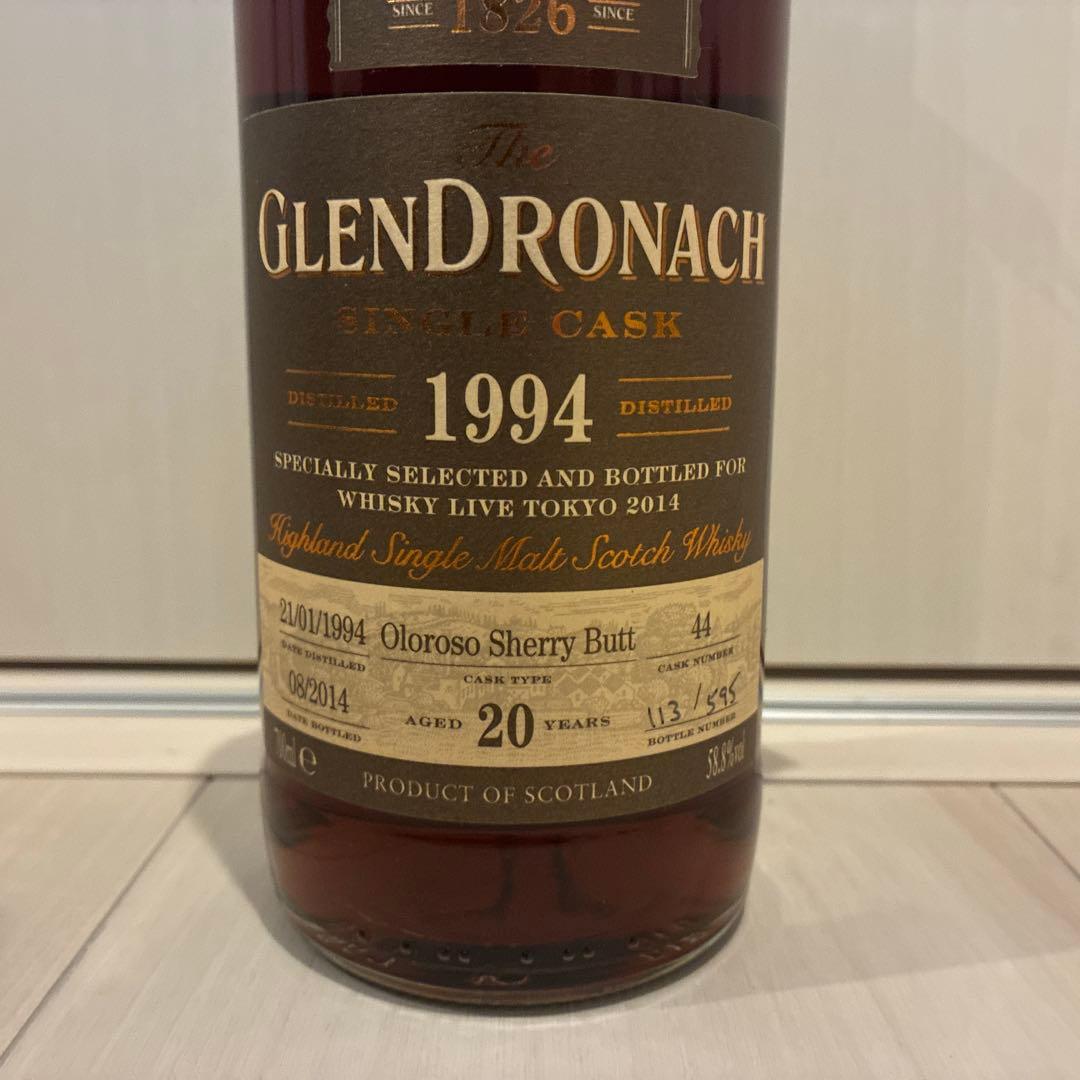 SINCE 1826 SINCE
The
GLENDRONACH
SINGLE CASK
DISTILLED 1994 DISTILLED
SPECIALLY SELECTED AND BOTTLED FOR
WHISKY LIVE TOKYO 2014
Highland Single Malt Scotch Whisky
21/01/1994 Oloroso Sherry Butt 44
DATE DISTILLED CASK TYPE CASK NUMBER
08/2014 AGED 20 YEARS 113/595
DATE BOTTLED BOTTLE NUMBER
700ml e 58.8%vol
PRODUCT OF SCOTLAND